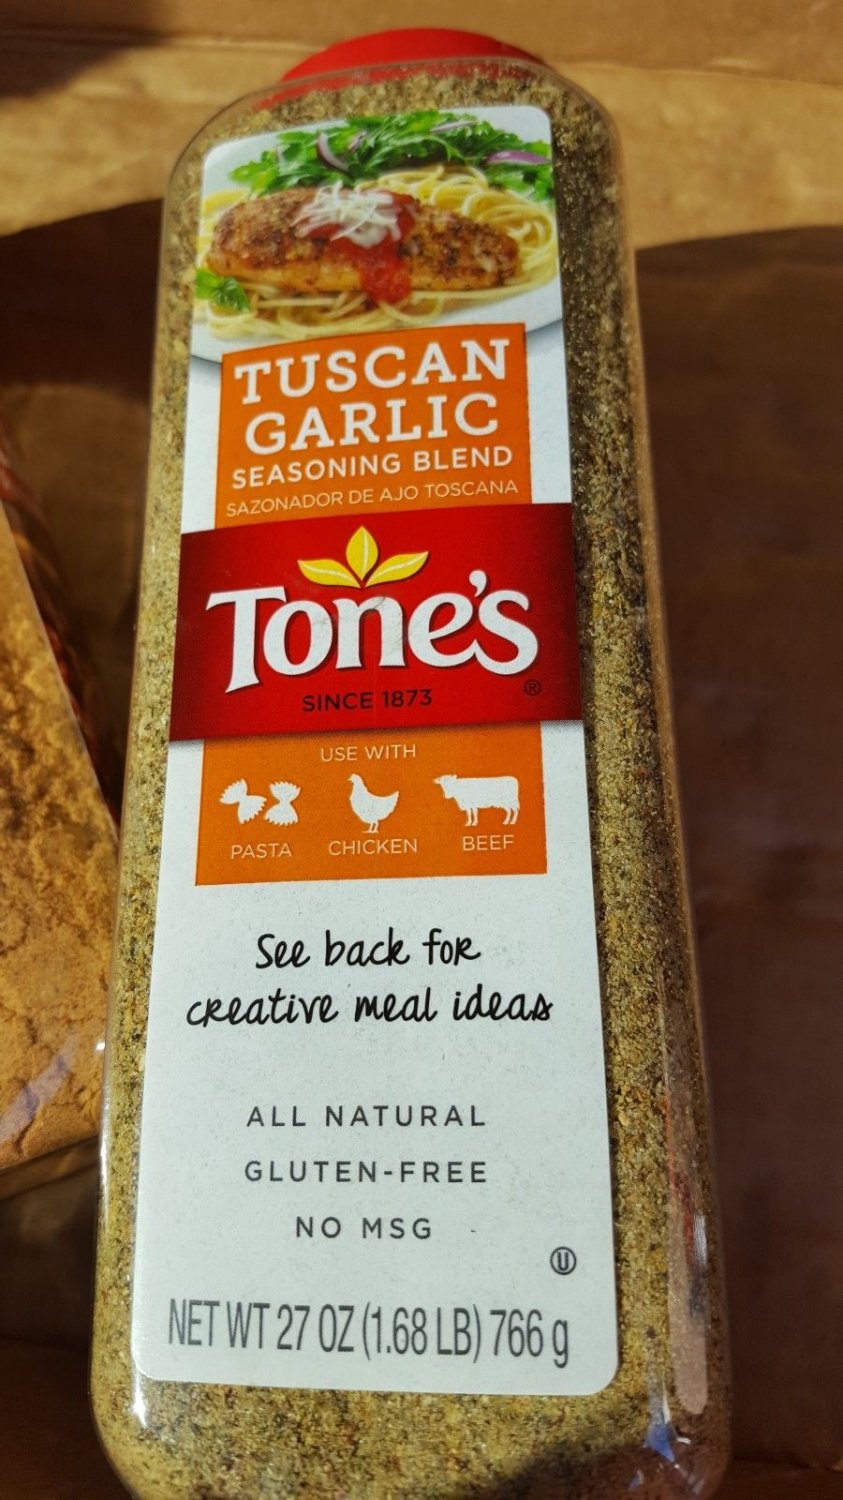 TUSCAN
GARLIC
SEASONING BLEND
SAZONADOR DE AJO TOSCANA
TONE'S
SINCE 1873 ®
USE WITH
PASTA CHICKEN BEEF
See back for
creative meal ideas
ALL NATURAL
GLUTEN-FREE
NO MSG
U
NET WT 27 OZ (1.68 LB) 766 g